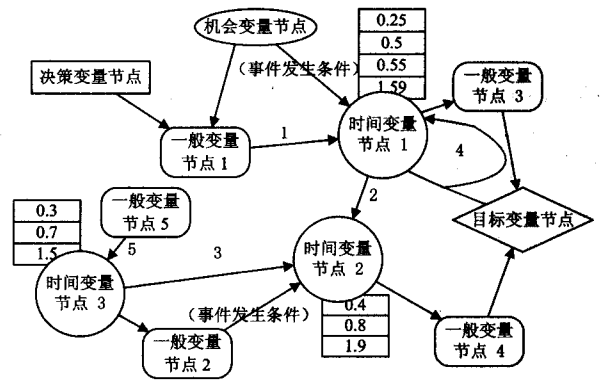 机会变量节点
0.25
0.5
0.55
1.59
(事件发生条件)
决策变量节点
一般变量
节点 3
一般变量
节点 1
1
时间变量
节点 1
4
2
目标变量节点
0.3
0.7
1.5
一般变量
节点 5
5
3
时间变量
节点 2
时间变量
节点 3
(事件发生条件)
0.4
0.8
1.9
一般变量
节点2
一般变量
节点 4